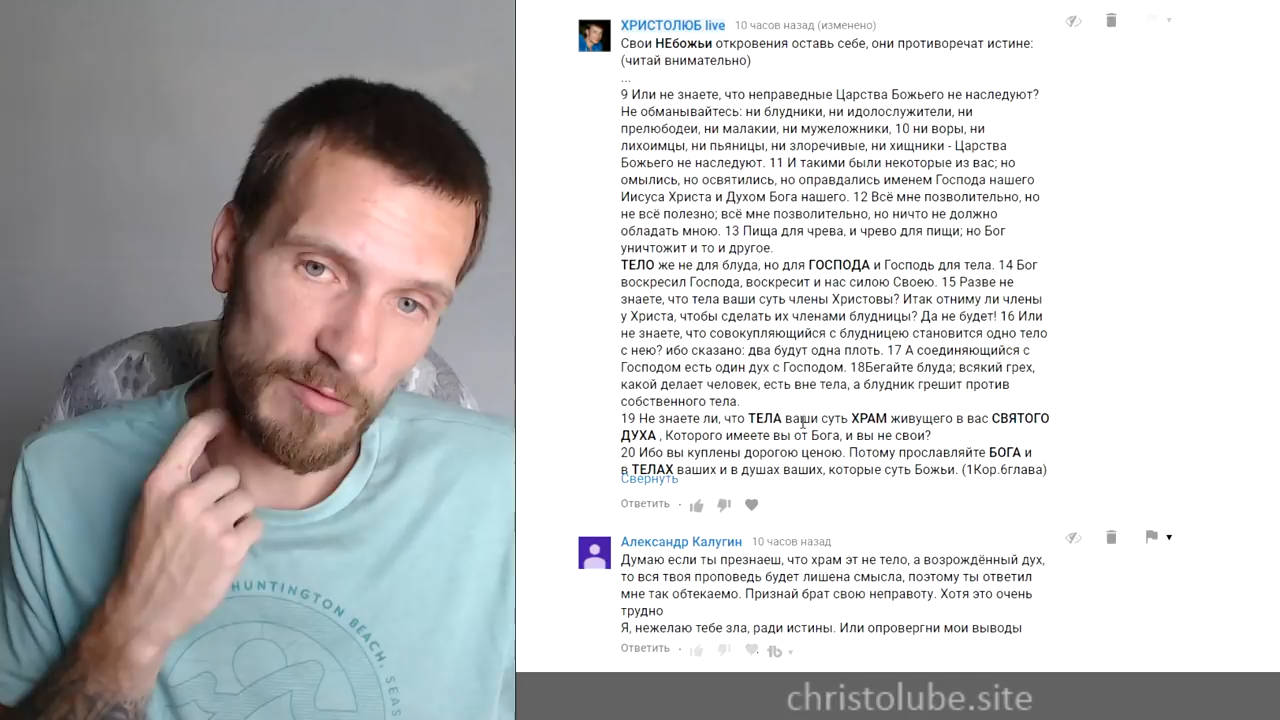 ХРИСТОЛЮБ live 10 часов назад (изменено)
Свои НЕбожьи откровения оставь себе, они противоречат истине:
(читай внимательно)
...
9 Или не знаете, что неправедные Царства Божьего не наследуют?
Не обманывайтесь: ни блудники, ни идолослужители, ни
прелюбодеи, ни малакии, ни мужеложники, 10 ни воры, ни
лихоимцы, ни пьяницы, ни злоречивые, ни хищники - Царства
Божьего не наследуют. 11 И такими были некоторые из вас; но
омылись, но освятились, но оправдались именем Господа нашего
Иисуса Христа и Духом Бога нашего. 12 Всё мне позволительно, но
не всё полезно; всё мне позволительно, но ничто не должно
обладать мною. 13 Пища для чрева, и чрево для пищи; но Бог
уничтожит и то и другое.
ТЕЛО же не для блуда, но для ГОСПОДА и Господь для тела. 14 Бог
воскресил Господа, воскресит и нас силою Своею. 15 Разве не
знаете, что тела ваши суть члены Христовы? Итак отниму ли члены
у Христа, чтобы сделать их членами блудницы? Да не будет! 16 Или
не знаете, что совокупляющийся с блудницею становится одно тело
с нею? ибо сказано: два будут одна плоть. 17 А соединяющийся с
Господом есть один дух с Господом. 18Бегайте блуда; всякий грех,
какой делает человек, есть вне тела, а блудник грешит против
собственного тела.
19 Не знаете ли, что ТЕЛА ваши суть ХРАМ живущего в вас СВЯТОГО
ДУХА , Которого имеете вы от Бога, и вы не свои?
20 Ибо вы куплены дорогою ценою. Потому прославляйте БОГА и
в ТЕЛАХ ваших и в душах ваших, которые суть Божьи. (1Кор.6глава)
Свернуть
Ответить
Александр Калугин 10 часов назад
Думаю если ты презнаеш, что храм эт не тело, а возрождённый дух,
то вся твоя проповедь будет лишена смысла, поэтому ты ответил
мне так обтекаемо. Признай брат свою неправоту. Хотя это очень
трудно
Я, нежелаю тебе зла, ради истины. Или опровергни мои выводы
Ответить
HUNTINGTON BEACH.
SEAS
christolube.site